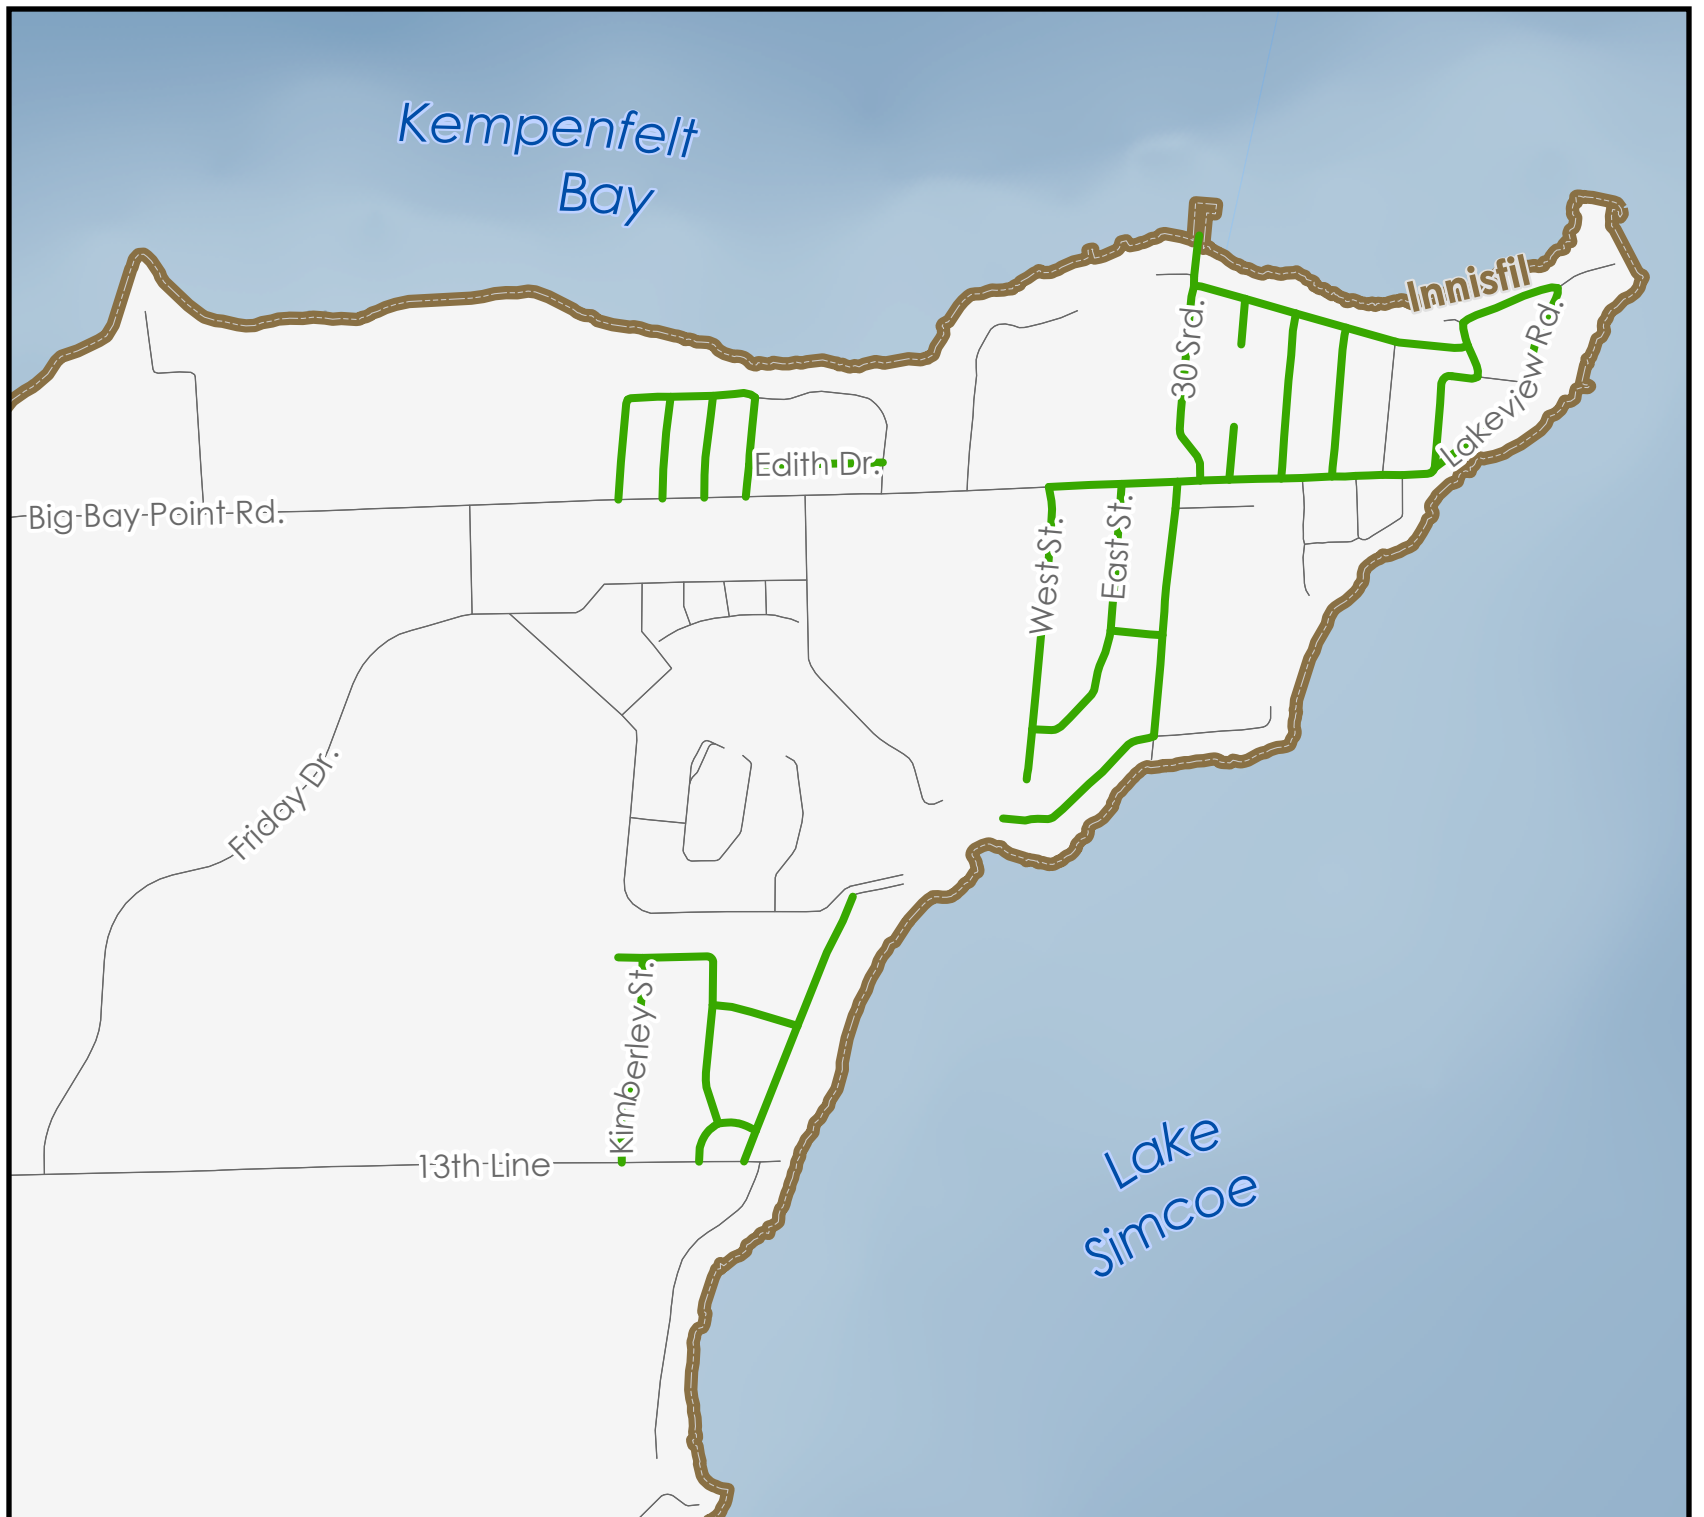 Kempenfelt
Bay
Innisfil
30 Srd.
Lakeview Rd.
Edith Dr.
Big Bay Point Rd.
West St.
East St.
Friday Dr.
Kimberley St.
13th Line
Lake
Simcoe